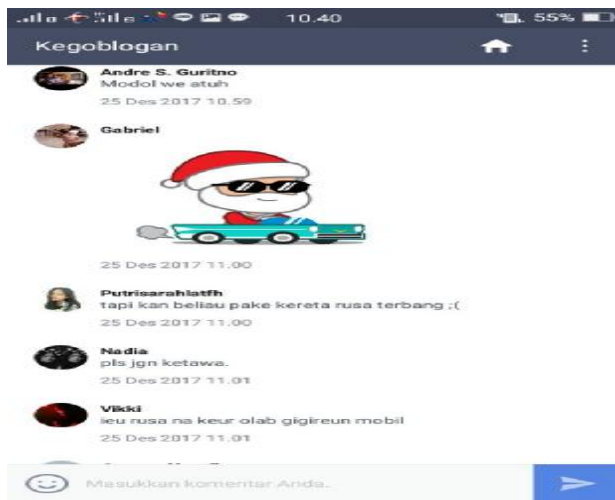 10.40
55%
Kegoblogan
Andre S. Guritno
Modol we atuh
25 Des 2017 10.59
Gabriel
25 Des 2017 11.00
Putrisarahlatfh
tapi kan beliau pake kereta rusa terbang ;(
25 Des 2017 11.00
Nadia
pls jgn ketawa.
25 Des 2017 11.01
Vikki
ieu rusa na keur olab gigireun mobil
25 Des 2017 11.01
Masukkan komentar Anda.